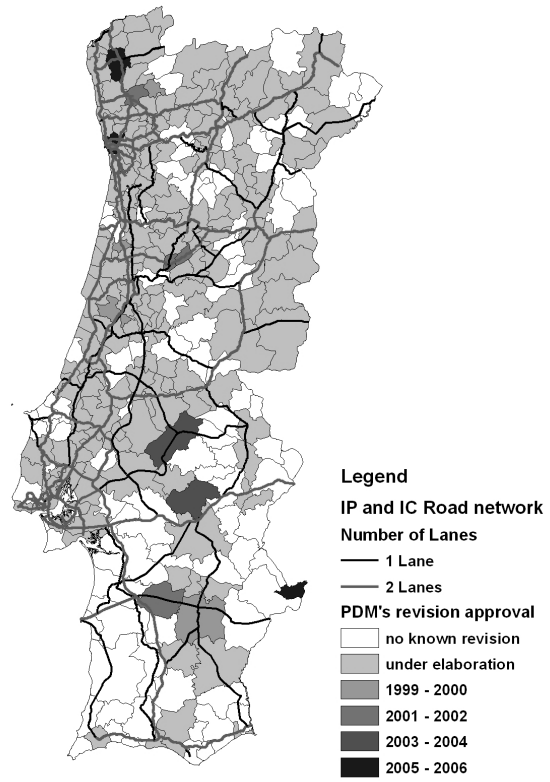 Legend
IP and IC Road network
Number of Lanes
1 Lane
2 Lanes
PDM's revision approval
no known revision
under elaboration
1999 - 2000
2001 - 2002
2003 - 2004
2005 - 2006